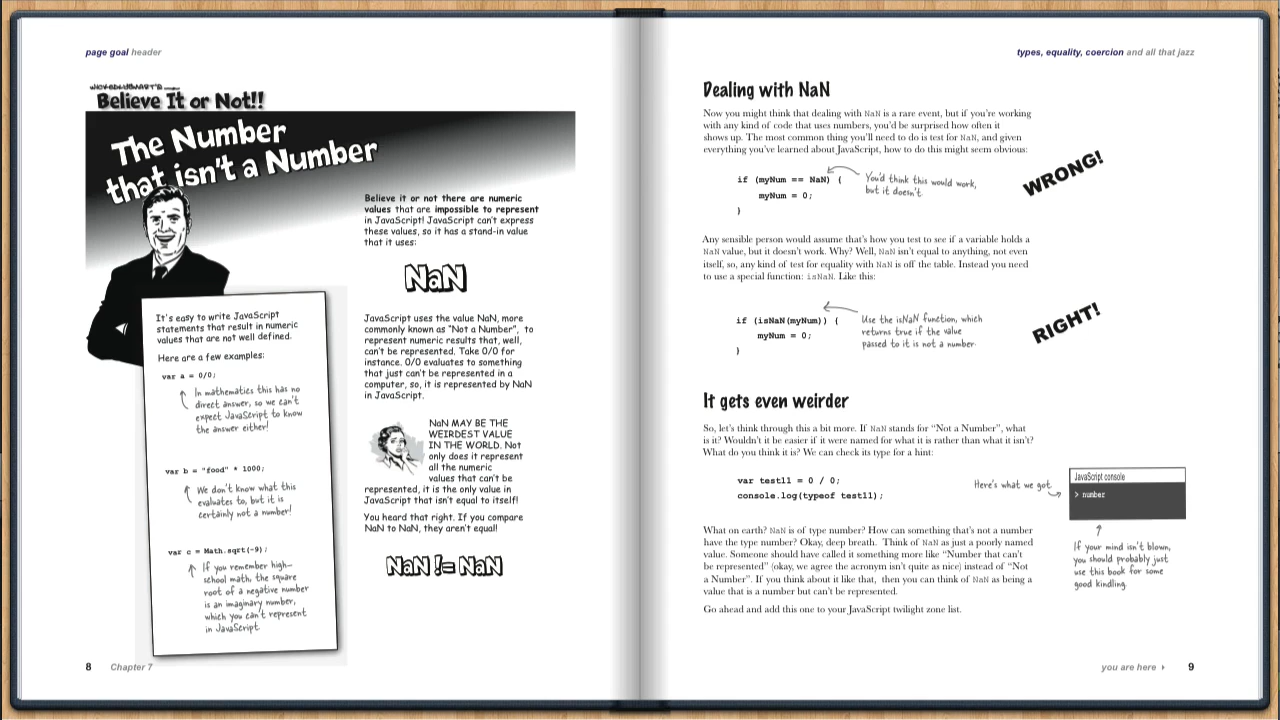 page goal header
Believe It or Not!!
The Number
that isn't a Number
Believe it or not there are numeric
values that are impossible to represent
in JavaScript! JavaScript can't express
these values, so it has a stand-in value
that it uses:
NaN
It's easy to write JavaScript
statements that result in numeric
values that are not well defined.
Here are a few examples:
var a = 0/0;
In mathematics this has no
direct answer, so we can't
expect JavaScript to know
the answer either!
var b = "food" * 1000;
We don't know what this
evaluates to, but it is
certainly not a number!
var c = Math.sqrt(-9);
If you remember high-
school math, the square
root of a negative number
is an imaginary number,
which you can't represent
in JavaScript.
JavaScript uses the value NaN, more
commonly known as "Not a Number", to
represent numeric results that, well,
can't be represented. Take 0/0 for
instance. 0/0 evaluates to something
that just can't be represented in a
computer, so, it is represented by NaN
in JavaScript.
NaN MAY BE THE
WEIRDEST VALUE
IN THE WORLD. Not
only does it represent
all the numeric
values that can't be
represented, it is the only value in
JavaScript that isn't equal to itself!
You heard that right. If you compare
NaN to NaN, they aren't equal!
NaN != NaN
8 Chapter 7
types, equality, coercion and all that jazz
Dealing with NaN
Now you might think that dealing with NaN is a rare event, but if you're working
with any kind of code that uses numbers, you'd be surprised how often it
shows up. The most common thing you'll need to do is test for NaN, and given
everything you've learned about JavaScript, how to do this might seem obvious:
if (myNum == NaN) {
myNum = 0;
}
You'd think this would work,
but it doesn't.
WRONG!
Any sensible person would assume that's how you test to see if a variable holds a
NaN value, but it doesn't work. Why? Well, NaN isn't equal to anything, not even
itself, so, any kind of test for equality with NaN is off the table. Instead you need
to use a special function: isNaN. Like this:
if (isNaN(myNum)) {
myNum = 0;
}
Use the isNaN function, which
returns true if the value
passed to it is not a number.
RIGHT!
It gets even weirder
So, let's think through this a bit more. If NaN stands for "Not a Number", what
is it? Wouldn't it be easier if it were named for what it is rather than what it isn't?
What do you think it is? We can check its type for a hint:
var test11 = 0 / 0;
console.log(typeof test11);
Here's what we got.
JavaScript console
> number
What on earth? NaN is of type number? How can something that's not a number
have the type number? Okay, deep breath. Think of NaN as just a poorly named
value. Someone should have called it something more like "Number that can't
be represented" (okay, we agree the acronym isn't quite as nice) instead of "Not
a Number". If you think about it like that, then you can think of NaN as being a
value that is a number but can't be represented.
Go ahead and add this one to your JavaScript twilight zone list.
If your mind isn't blown,
you should probably just
use this book for some
good kindling.
you are here ▸ 9